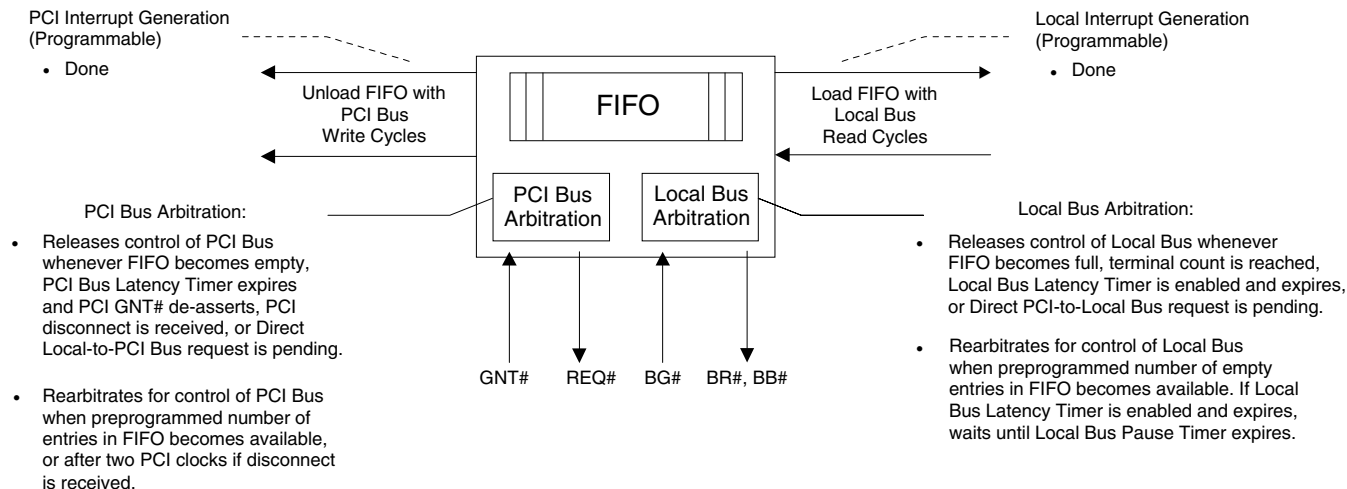 PCI Interrupt Generation
(Programmable)
• Done
Unload FIFO with
PCI Bus
Write Cycles
FIFO
Load FIFO with
Local Bus
Read Cycles
Local Interrupt Generation
(Programmable)
• Done
PCI Bus
Arbitration
Local Bus
Arbitration
GNT#
REQ#
BG#
BR#, BB#
PCI Bus Arbitration:
• Releases control of PCI Bus
whenever FIFO becomes empty,
PCI Bus Latency Timer expires
and PCI GNT# de-asserts, PCI
disconnect is received, or Direct
Local-to-PCI Bus request is pending.
• Rearbitrates for control of PCI Bus
when preprogrammed number of
entries in FIFO becomes available,
or after two PCI clocks if disconnect
is received.
Local Bus Arbitration:
• Releases control of Local Bus whenever
FIFO becomes full, terminal count is reached,
Local Bus Latency Timer is enabled and expires,
or Direct PCI-to-Local Bus request is pending.
• Rearbitrates for control of Local Bus
when preprogrammed number of empty
entries in FIFO becomes available. If Local
Bus Latency Timer is enabled and expires,
waits until Local Bus Pause Timer expires.